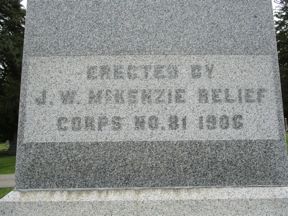 ERECTED BY
J. W. McKENZIE RELIEF
CORPS NO. 81 1906